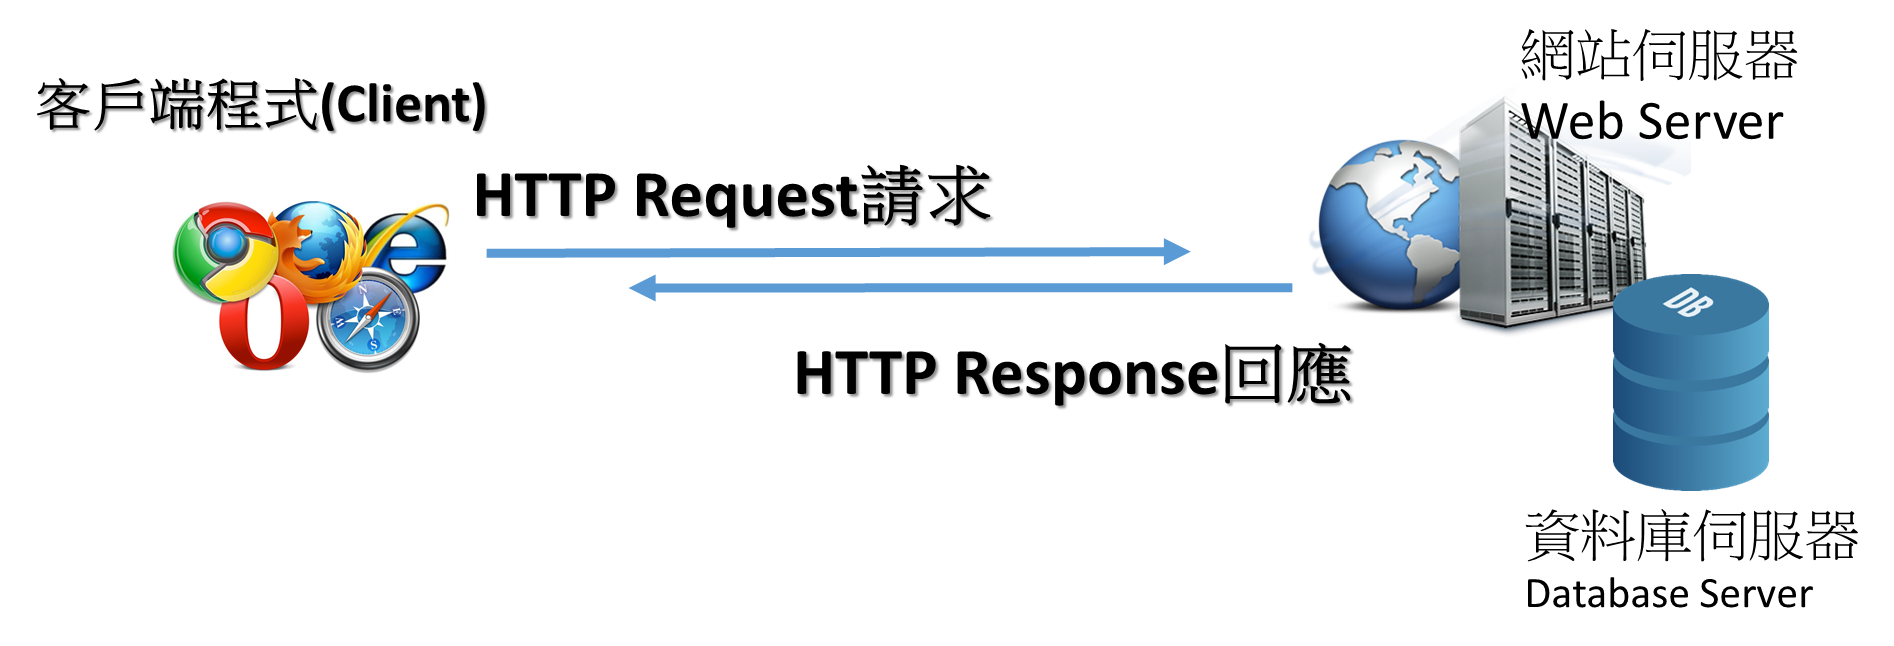 客戶端程式(Client)
網站伺服器
Web Server
HTTP Request請求
HTTP Response回應
DB
資料庫伺服器
Database Server